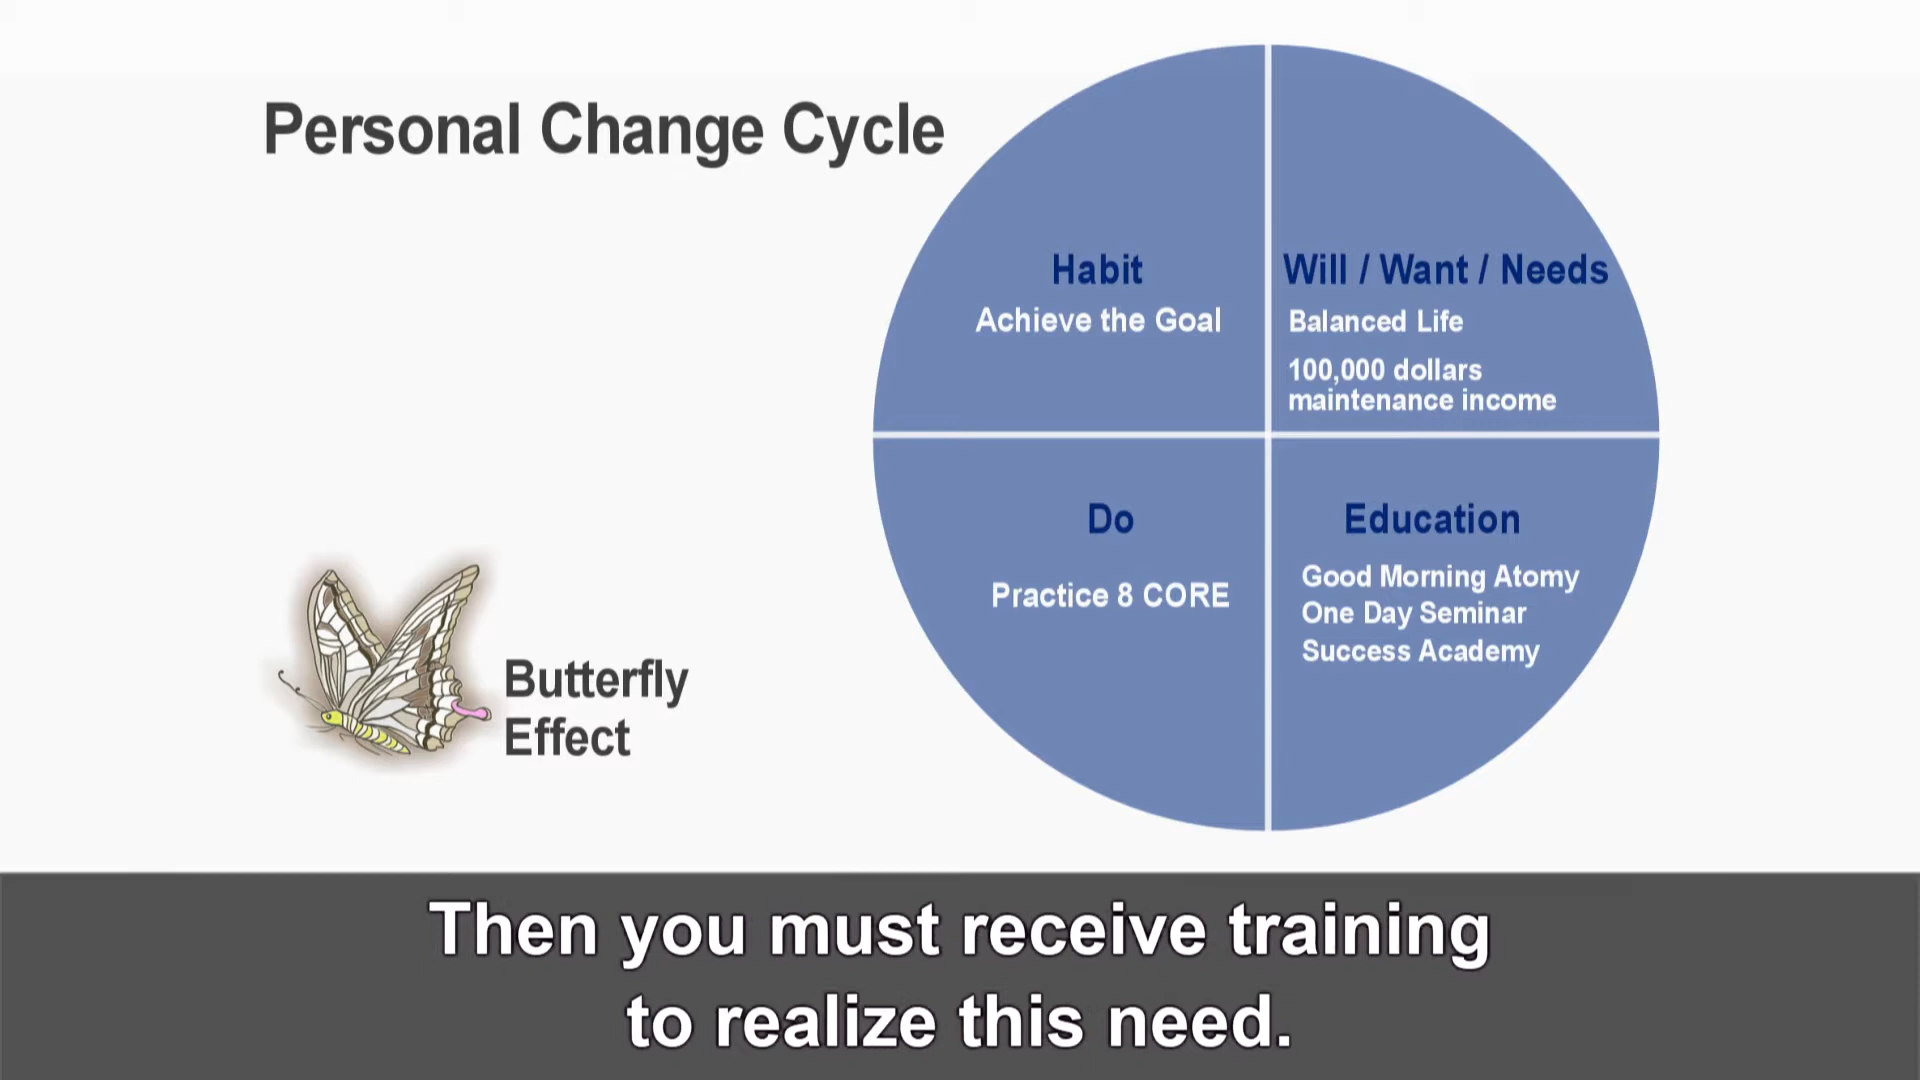 Personal Change Cycle
Habit
Achieve the Goal
Will / Want / Needs
Balanced Life
100,000 dollars
maintenance income
Do
Practice 8 CORE
Education
Good Morning Atomy
One Day Seminar
Success Academy
Butterfly
Effect
Then you must receive training
to realize this need.